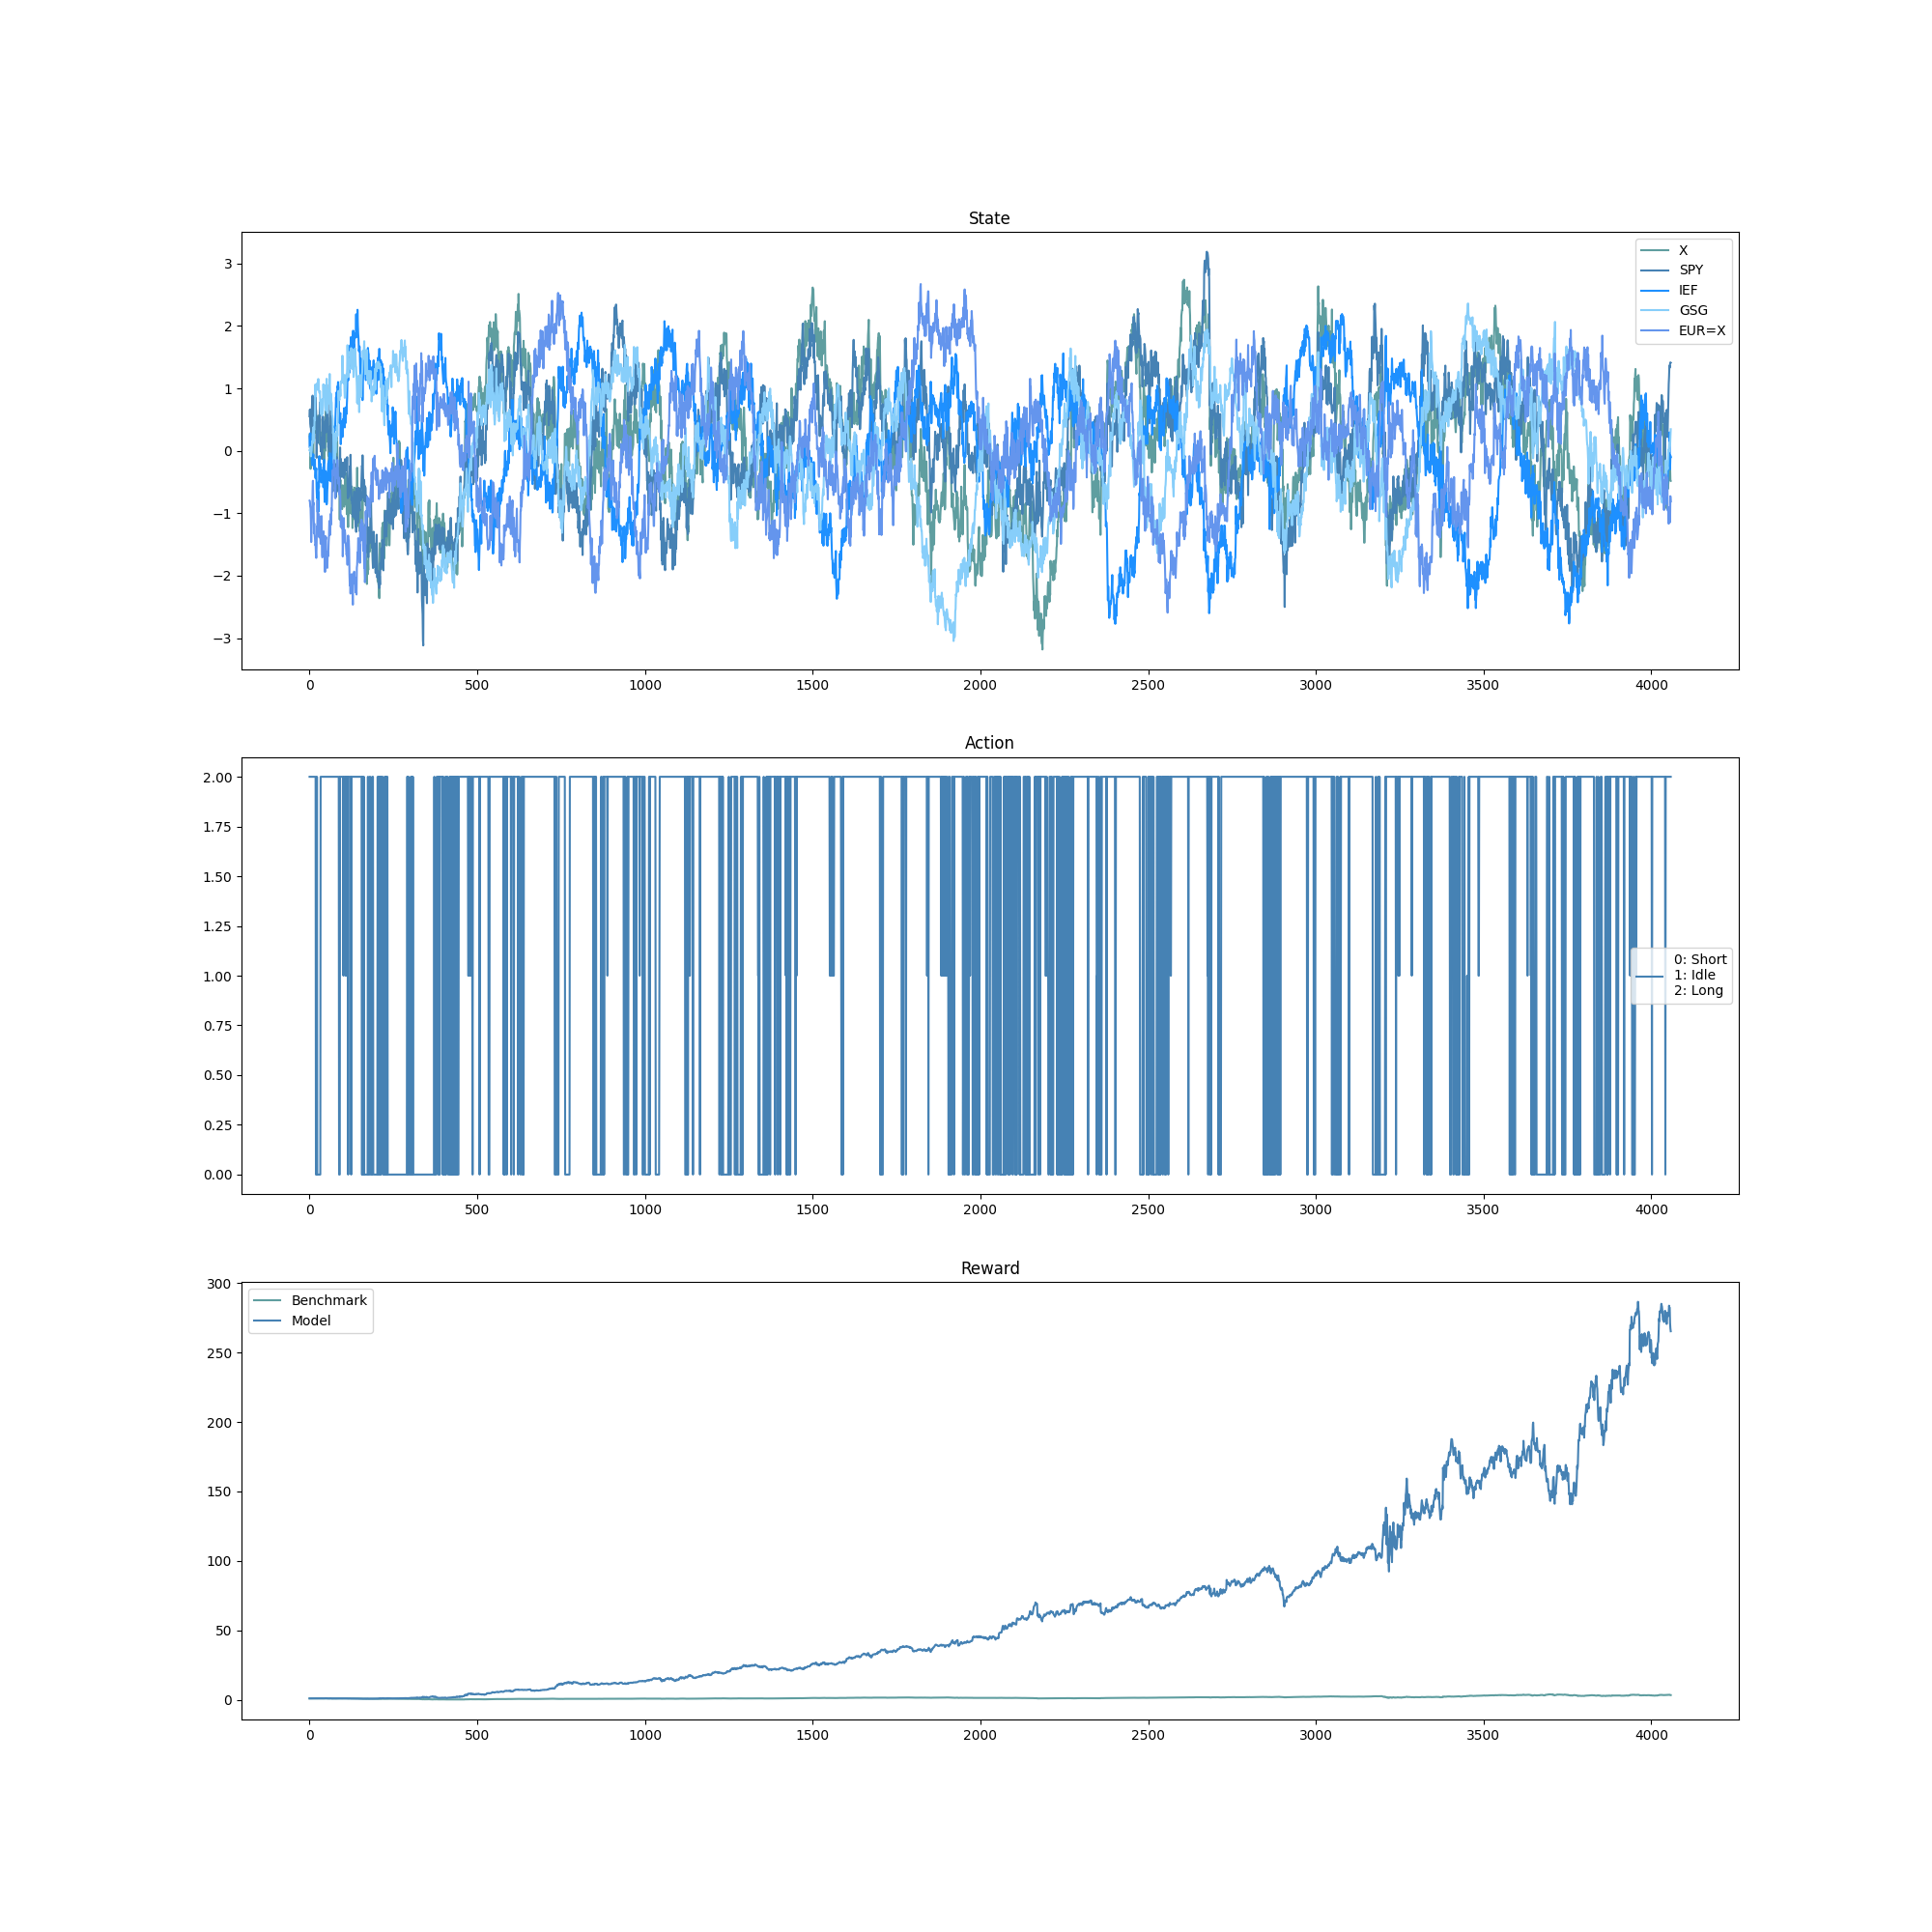 State
3
2
1
0
−1
−2
−3
X
SPY
IEF
GSG
EUR=X
0 500 1000 1500 2000 2500 3000 3500 4000
Action
2.00
1.75
1.50
1.25
1.00
0.75
0.50
0.25
0.00
0: Short
1: Idle
2: Long
0 500 1000 1500 2000 2500 3000 3500 4000
Reward
300
250
200
150
100
50
0
Benchmark
Model
0 500 1000 1500 2000 2500 3000 3500 4000